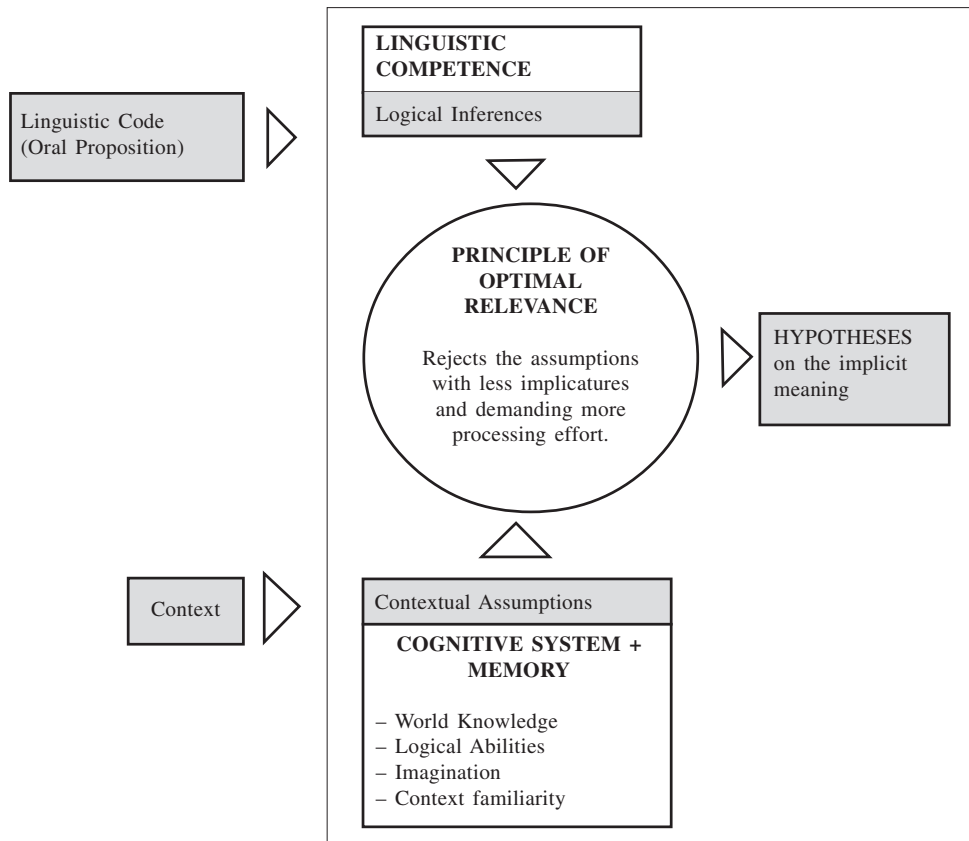 LINGUISTIC
COMPETENCE
Logical Inferences
Linguistic Code
(Oral Proposition)
PRINCIPLE OF
OPTIMAL
RELEVANCE
Rejects the assumptions
with less implicatures
and demanding more
processing effort.
HYPOTHESES
on the implicit
meaning
Context
Contextual Assumptions
COGNITIVE SYSTEM +
MEMORY
– World Knowledge
– Logical Abilities
– Imagination
– Context familiarity